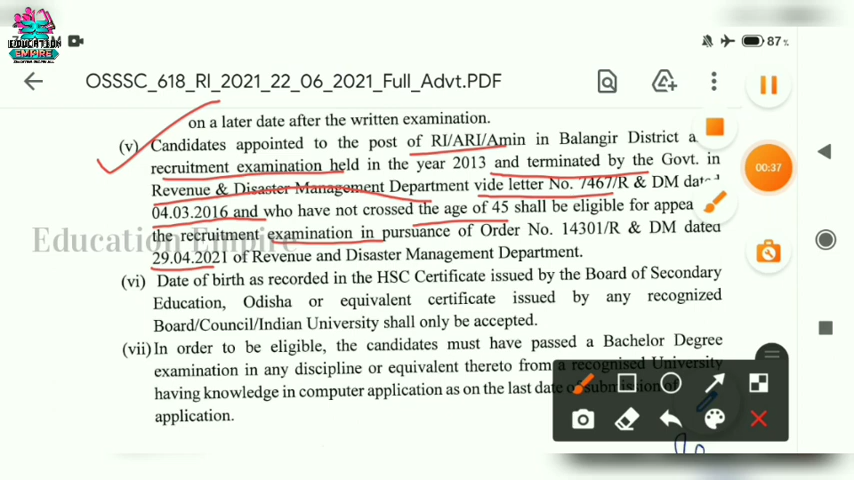 EDUCATION
EMPIRE
87%
OSSSC_618_RI_2021_22_06_2021_Full_Advt.PDF
on a later date after the written examination.
(v) Candidates appointed to the post of RI/ARI/Amin in Balangir District a
recruitment examination held in the year 2013 and terminated by the Govt. in
00:37
Revenue & Disaster Management Department vide letter No. 7467/R & DM dated
04.03.2016 and who have not crossed the age of 45 shall be eligible for appea
Education Empire
the recruitment examination in pursuance of Order No. 14301/R & DM dated
29.04.2021 of Revenue and Disaster Management Department.
(vi) Date of birth as recorded in the HSC Certificate issued by the Board of Secondary
Education, Odisha or equivalent certificate issued by any recognized
Board/Council/Indian University shall only be accepted.
(vii) In order to be eligible, the candidates must have passed a Bachelor Degree
examination in any discipline or equivalent thereto from a recognised University
having knowledge in computer application as on the last date of submission of
application.